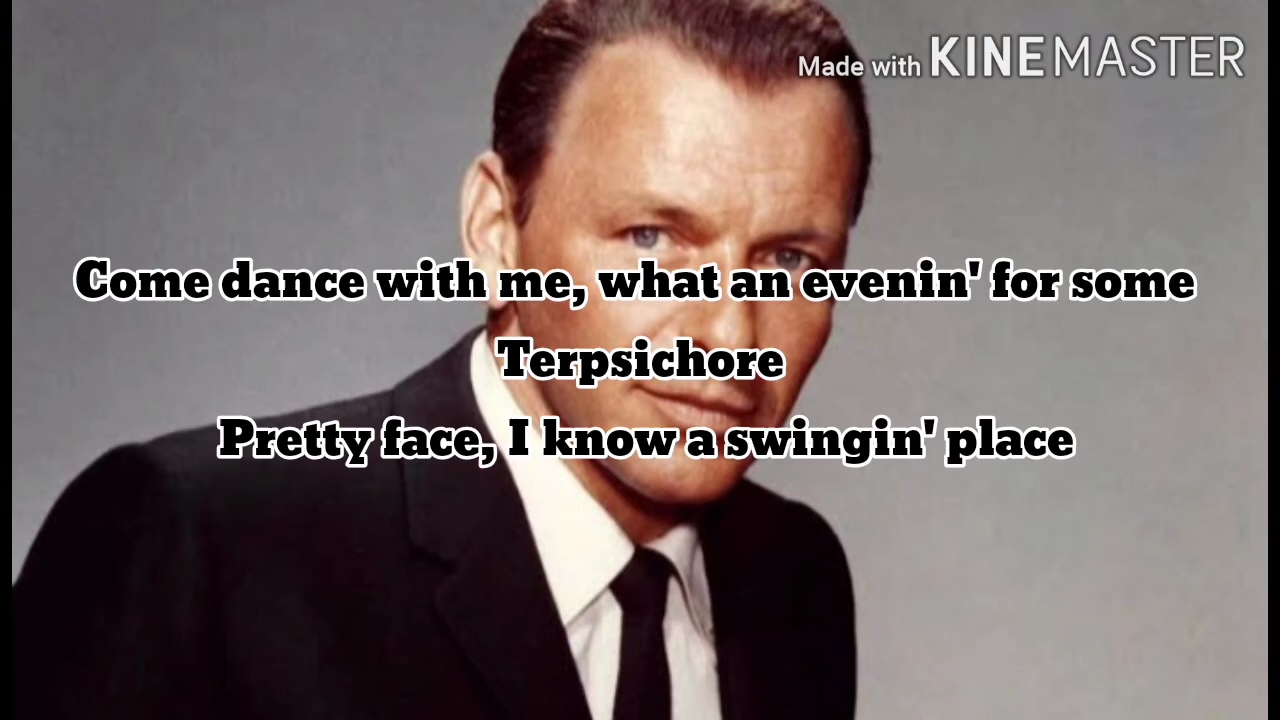 Made with KINEMASTER
Come dance with me, what an evenin' for some
Terpsichore
Pretty face, I know a swingin' place